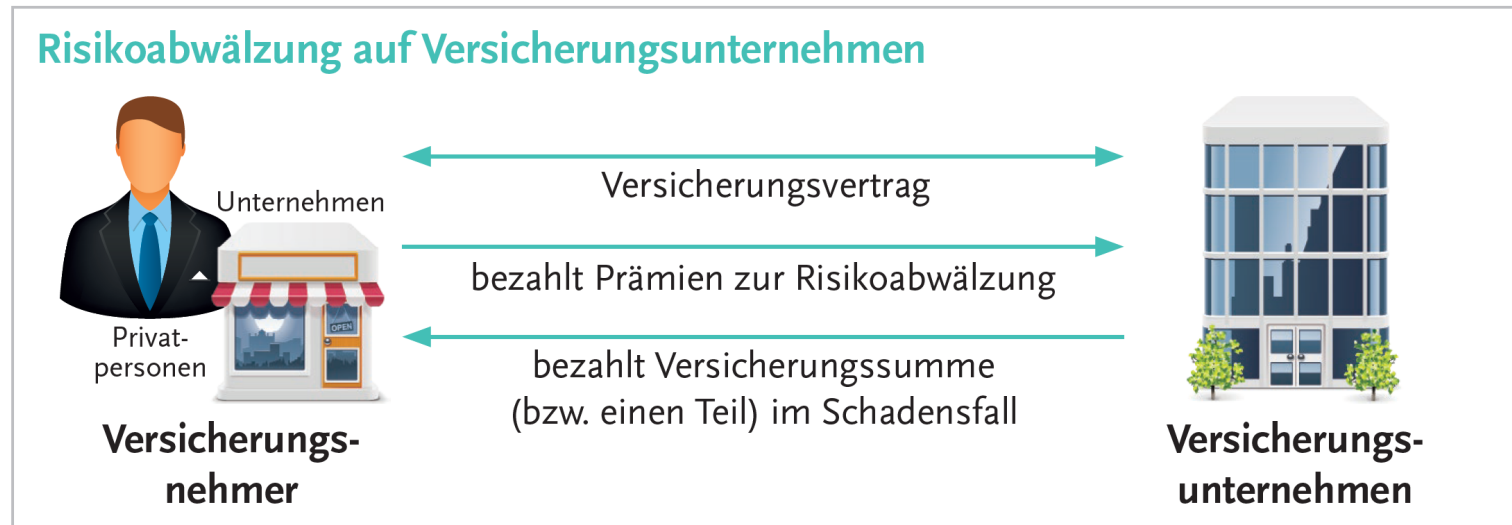 Risikoabwälzung auf Versicherungsunternehmen
Versicherungsvertrag
Unternehmen
bezahlt Prämien zur Risikoabwälzung
OPEN
Privat-
personen
bezahlt Versicherungssumme
(bzw. einen Teil) im Schadensfall
Versicherungs-
nehmer
Versicherungs-
unternehmen